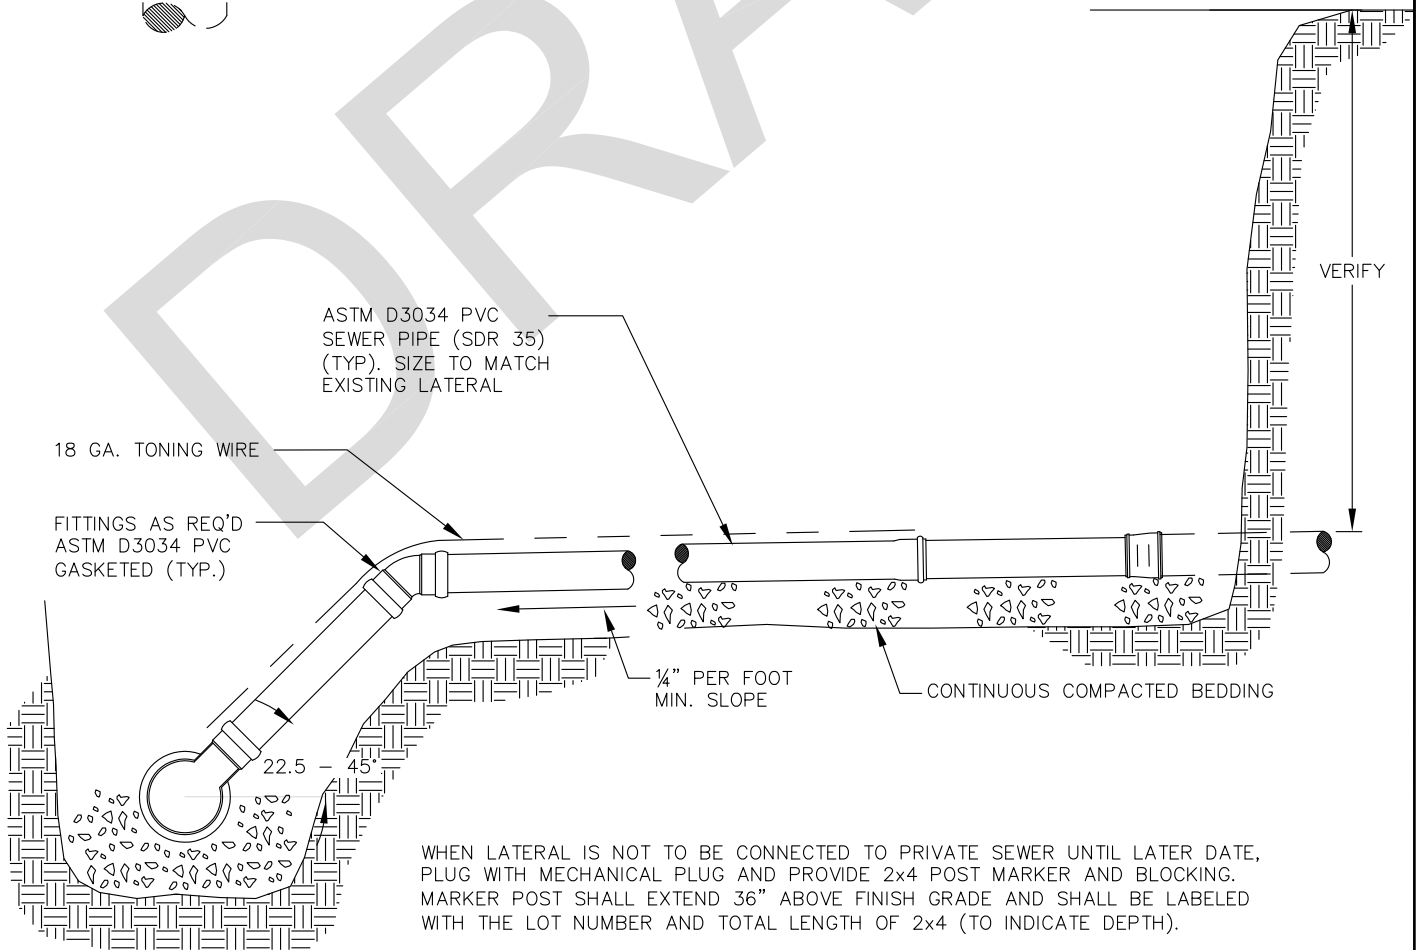 DRA
VERIFY
ASTM D3034 PVC
SEWER PIPE (SDR 35)
(TYP). SIZE TO MATCH
EXISTING LATERAL
18 GA. TONING WIRE
FITTINGS AS REQ'D
ASTM D3034 PVC
GASKETED (TYP.)
¼" PER FOOT
MIN. SLOPE
CONTINUOUS COMPACTED BEDDING
22.5 - 45°
WHEN LATERAL IS NOT TO BE CONNECTED TO PRIVATE SEWER UNTIL LATER DATE,
PLUG WITH MECHANICAL PLUG AND PROVIDE 2x4 POST MARKER AND BLOCKING.
MARKER POST SHALL EXTEND 36" ABOVE FINISH GRADE AND SHALL BE LABELED
WITH THE LOT NUMBER AND TOTAL LENGTH OF 2x4 (TO INDICATE DEPTH).